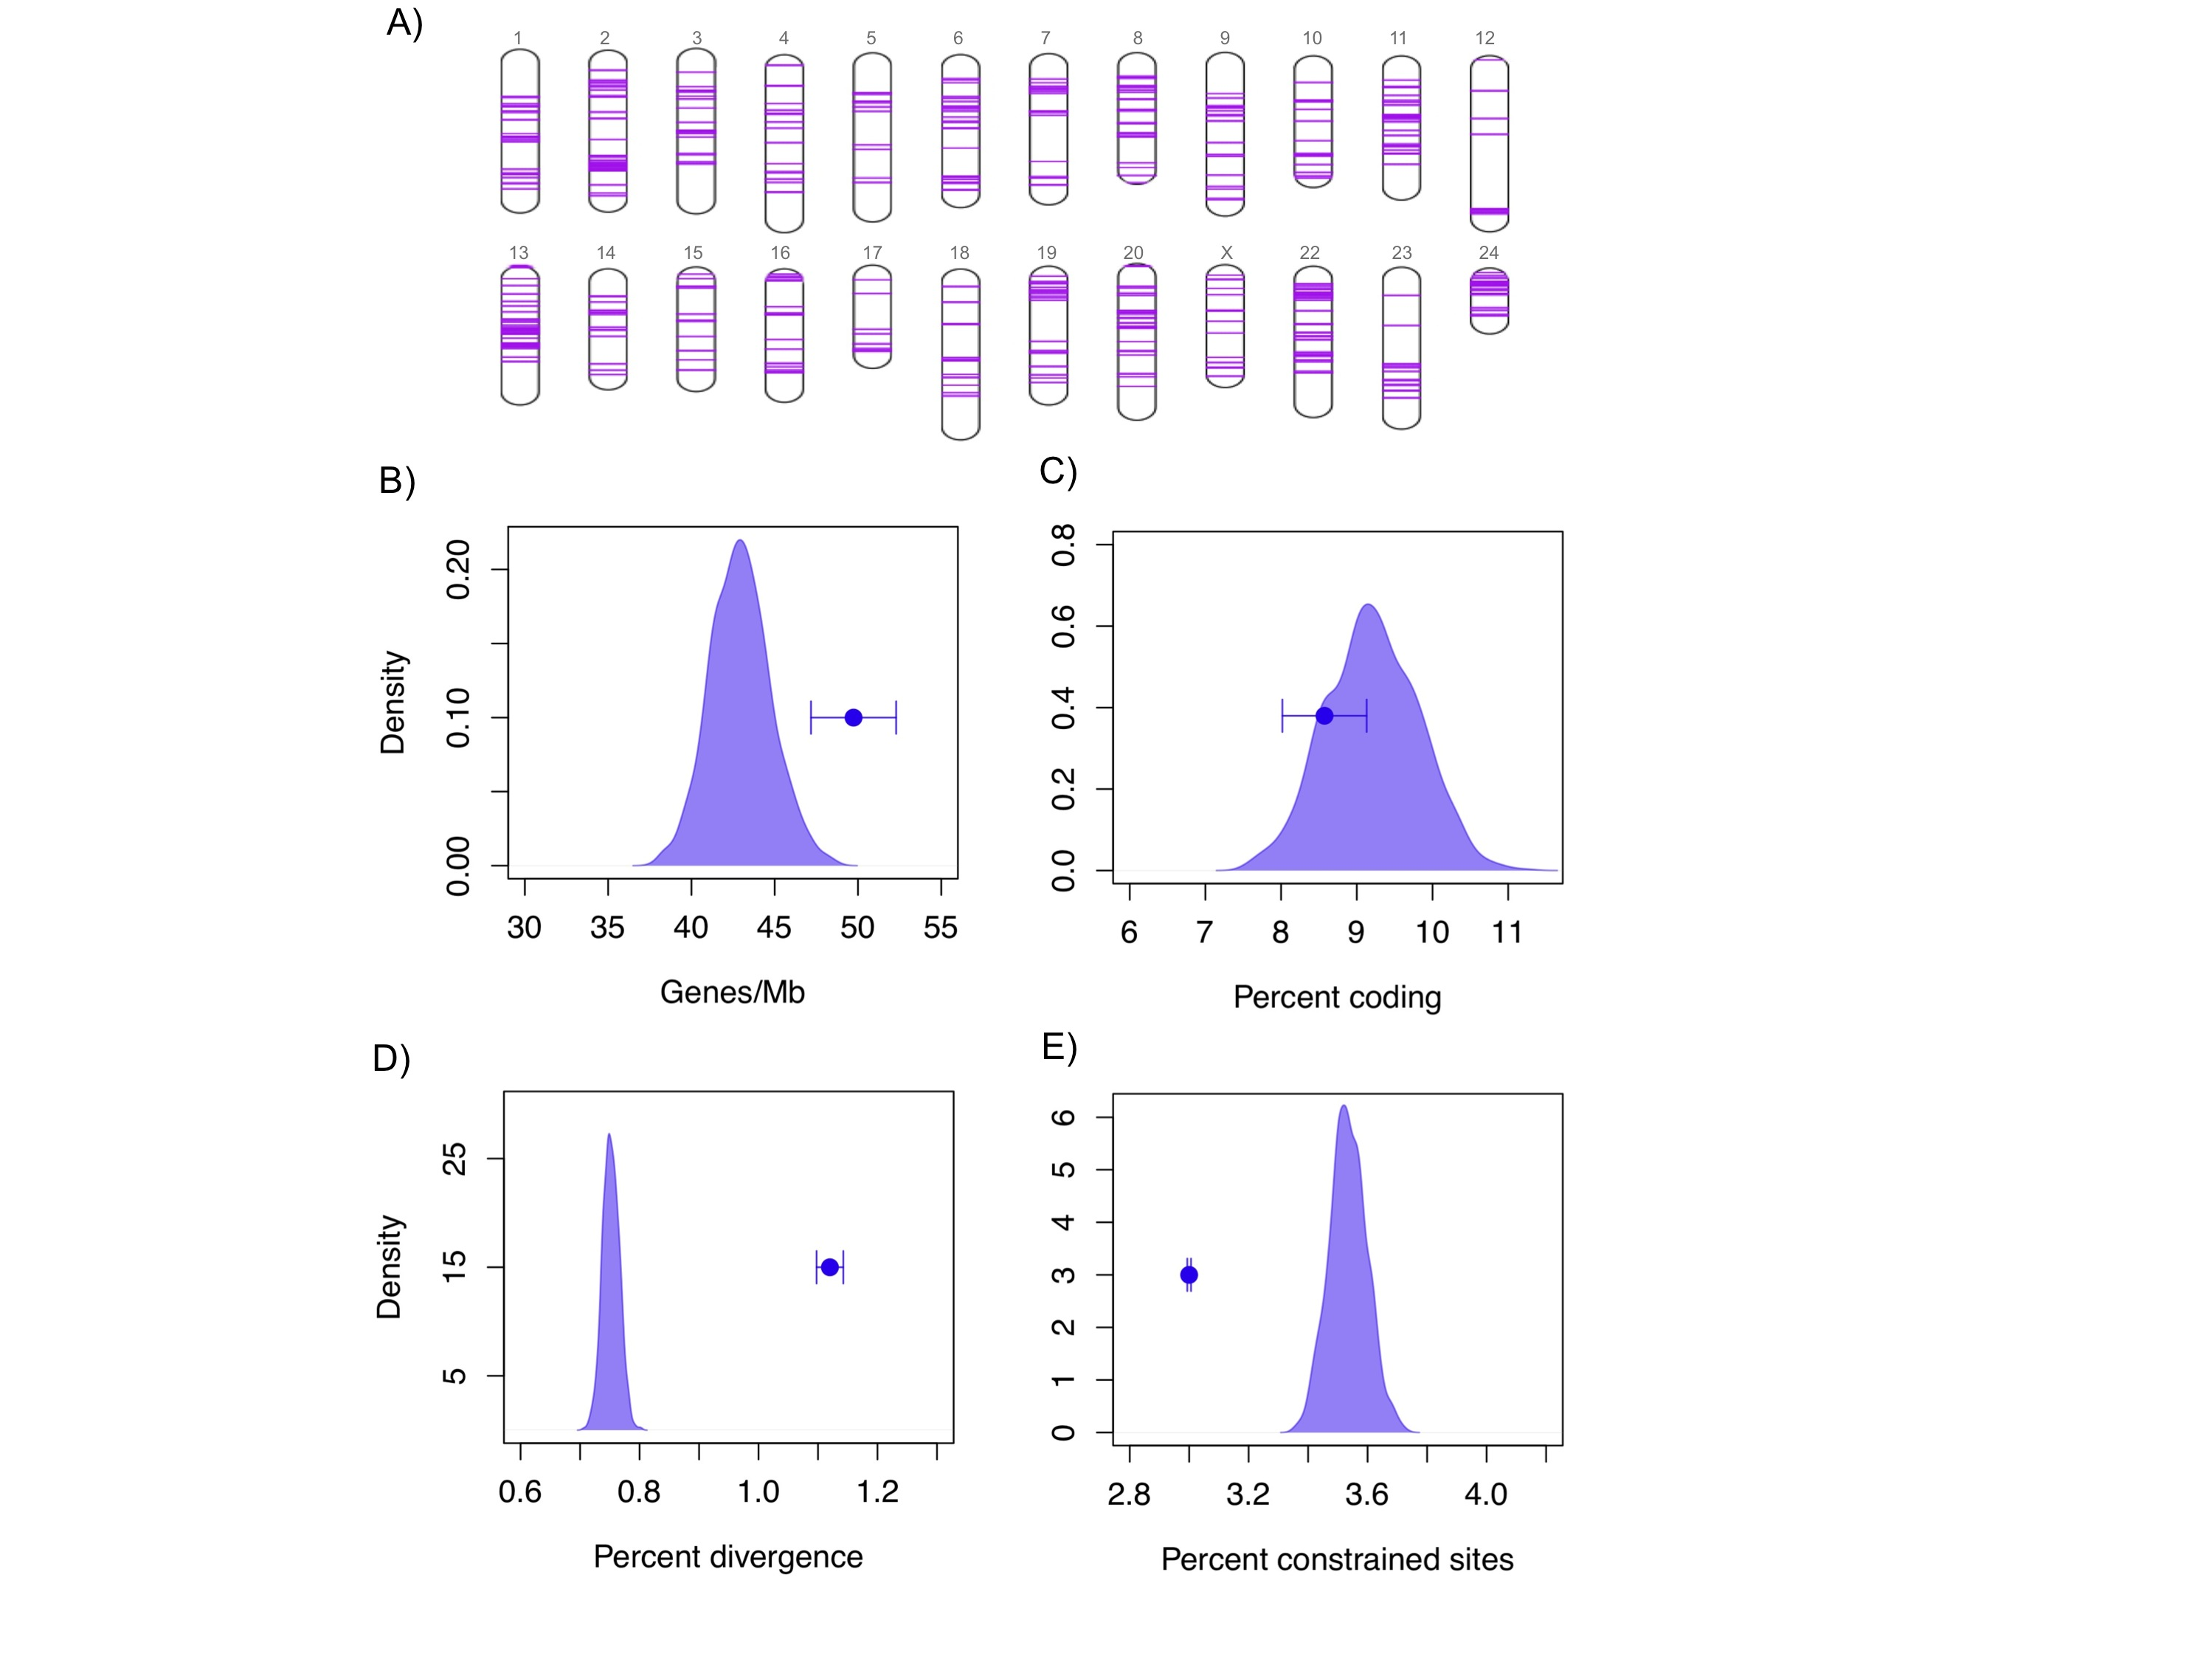 A)
1 2 3 4 5 6 7 8 9 10 11 12
13 14 15 16 17 18 19 20 X 22 23 24
B)
Density
0.00 0.10 0.20
30 35 40 45 50 55
Genes/Mb
C)
0.0 0.2 0.4 0.6 0.8
6 7 8 9 10 11
Percent coding
D)
Density
5 15 25
0.6 0.8 1.0 1.2
Percent divergence
E)
0 1 2 3 4 5 6
2.8 3.2 3.6 4.0
Percent constrained sites